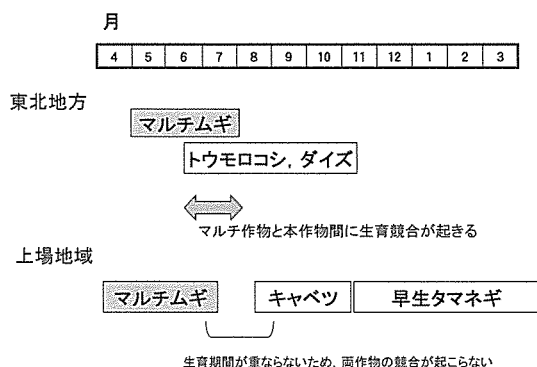 月
4 5 6 7 8 9 10 11 12 1 2 3
東北地方
マルチムギ
トウモロコシ，ダイズ
マルチ作物と本作物間に生育競合が起きる
上場地域
マルチムギ キャベツ 早生タマネギ
生育期間が重ならないため，両作物の競合が起こらない